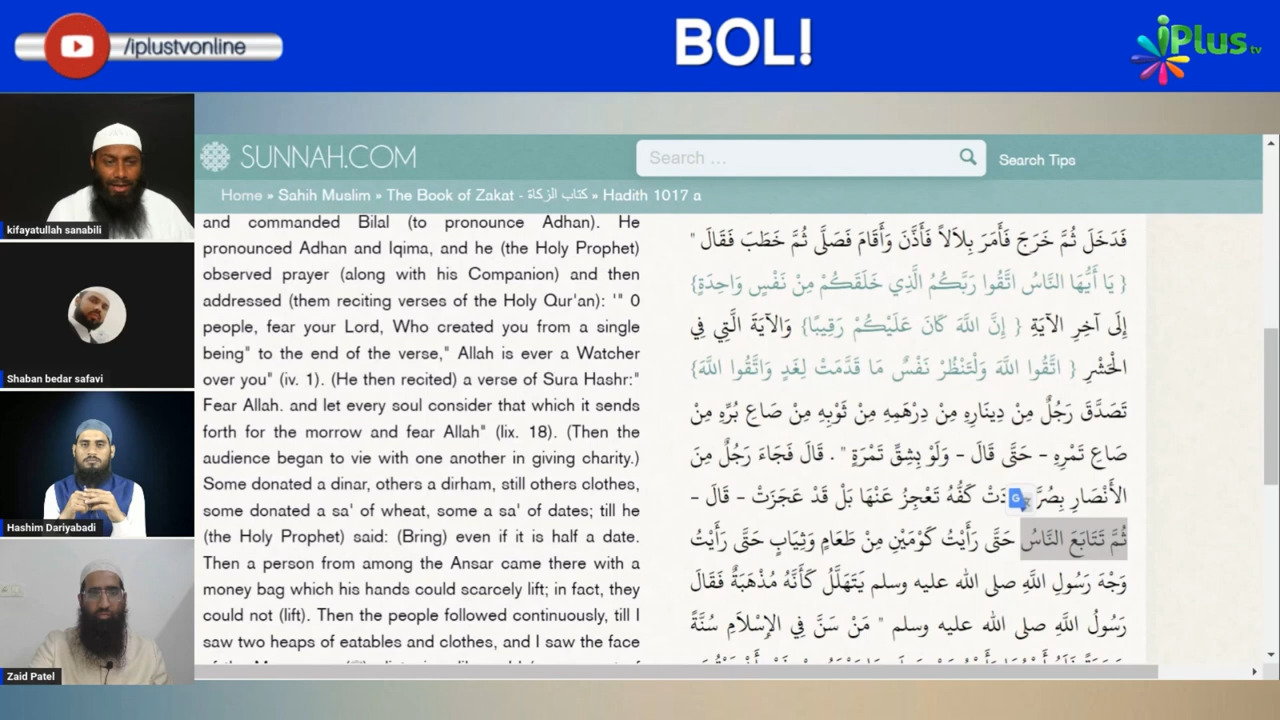 /iplustvonline
BOL!
iPlus tv
kifayatullah sanabili
Shaban bedar safavi
Hashim Dariyabadi
Zaid Patel
SUNNAH.COM
Search ...
Search Tips
Home » Sahih Muslim » The Book of Zakat - كتاب الزكاة » Hadith 1017 a
and commanded Bilal (to pronounce Adhan). He
pronounced Adhan and Iqima, and he (the Holy Prophet)
observed prayer (along with his Companion) and then
addressed (them reciting verses of the Holy Qur'an): '" 0
people, fear your Lord, Who created you from a single
being" to the end of the verse," Allah is ever a Watcher
over you" (iv. 1). (He then recited) a verse of Sura Hashr:"
Fear Allah. and let every soul consider that which it sends
forth for the morrow and fear Allah" (lix. 18). (Then the
audience began to vie with one another in giving charity.)
Some donated a dinar, others a dirham, still others clothes,
some donated a sa' of wheat, some a sa' of dates; till he
(the Holy Prophet) said: (Bring) even if it is half a date.
Then a person from among the Ansar came there with a
money bag which his hands could scarcely lift; in fact, they
could not (lift). Then the people followed continuously, till I
saw two heaps of eatables and clothes, and I saw the face
فَدَخَلَ ثُمَّ خَرَجَ فَأَمَرَ بِلاَلاً فَأَذَّنَ وَأَقَامَ فَصَلَّى ثُمَّ خَطَبَ فَقَالَ "
{ يَا أَيُّهَا النَّاسُ اتَّقُوا رَبَّكُمُ الَّذِي خَلَقَكُمْ مِنْ نَفْسٍ وَاحِدَةٍ}
إِلَى آخِرِ الآيَةِ { إِنَّ اللَّهَ كَانَ عَلَيْكُمْ رَقِيبًا} وَالآيَةَ الَّتِي فِي
الْحَشْرِ { اتَّقُوا اللَّهَ وَلْتَنْظُرْ نَفْسٌ مَا قَدَّمَتْ لِغَدٍ وَاتَّقُوا اللَّهَ}
تَصَدَّقَ رَجُلٌ مِنْ دِينَارِهِ مِنْ دِرْهَمِهِ مِنْ ثَوْبِهِ مِنْ صَاعِ بُرِّهِ مِنْ
صَاعِ تَمْرِهِ - حَتَّى قَالَ - وَلَوْ بِشِقِّ تَمْرَةٍ " . قَالَ فَجَاءَ رَجُلٌ مِنَ
الأَنْصَارِ كَفُّهُ تَعْجِزُ عَنْهَا بَلْ قَدْ عَجَزَتْ - قَالَ -
ثُمَّ تَتَابَعَ النَّاسُ حَتَّى رَأَيْتُ كَوْمَيْنِ مِنْ طَعَامٍ وَثِيَابٍ حَتَّى رَأَيْتُ
وَجْهَ رَسُولِ اللَّهِ صلى الله عليه وسلم يَتَهَلَّلُ كَأَنَّهُ مُذْهَبَةٌ فَقَالَ
رَسُولُ اللَّهِ صلى الله عليه وسلم " مَنْ سَنَّ فِي الإِسْلاَمِ سُنَّةً